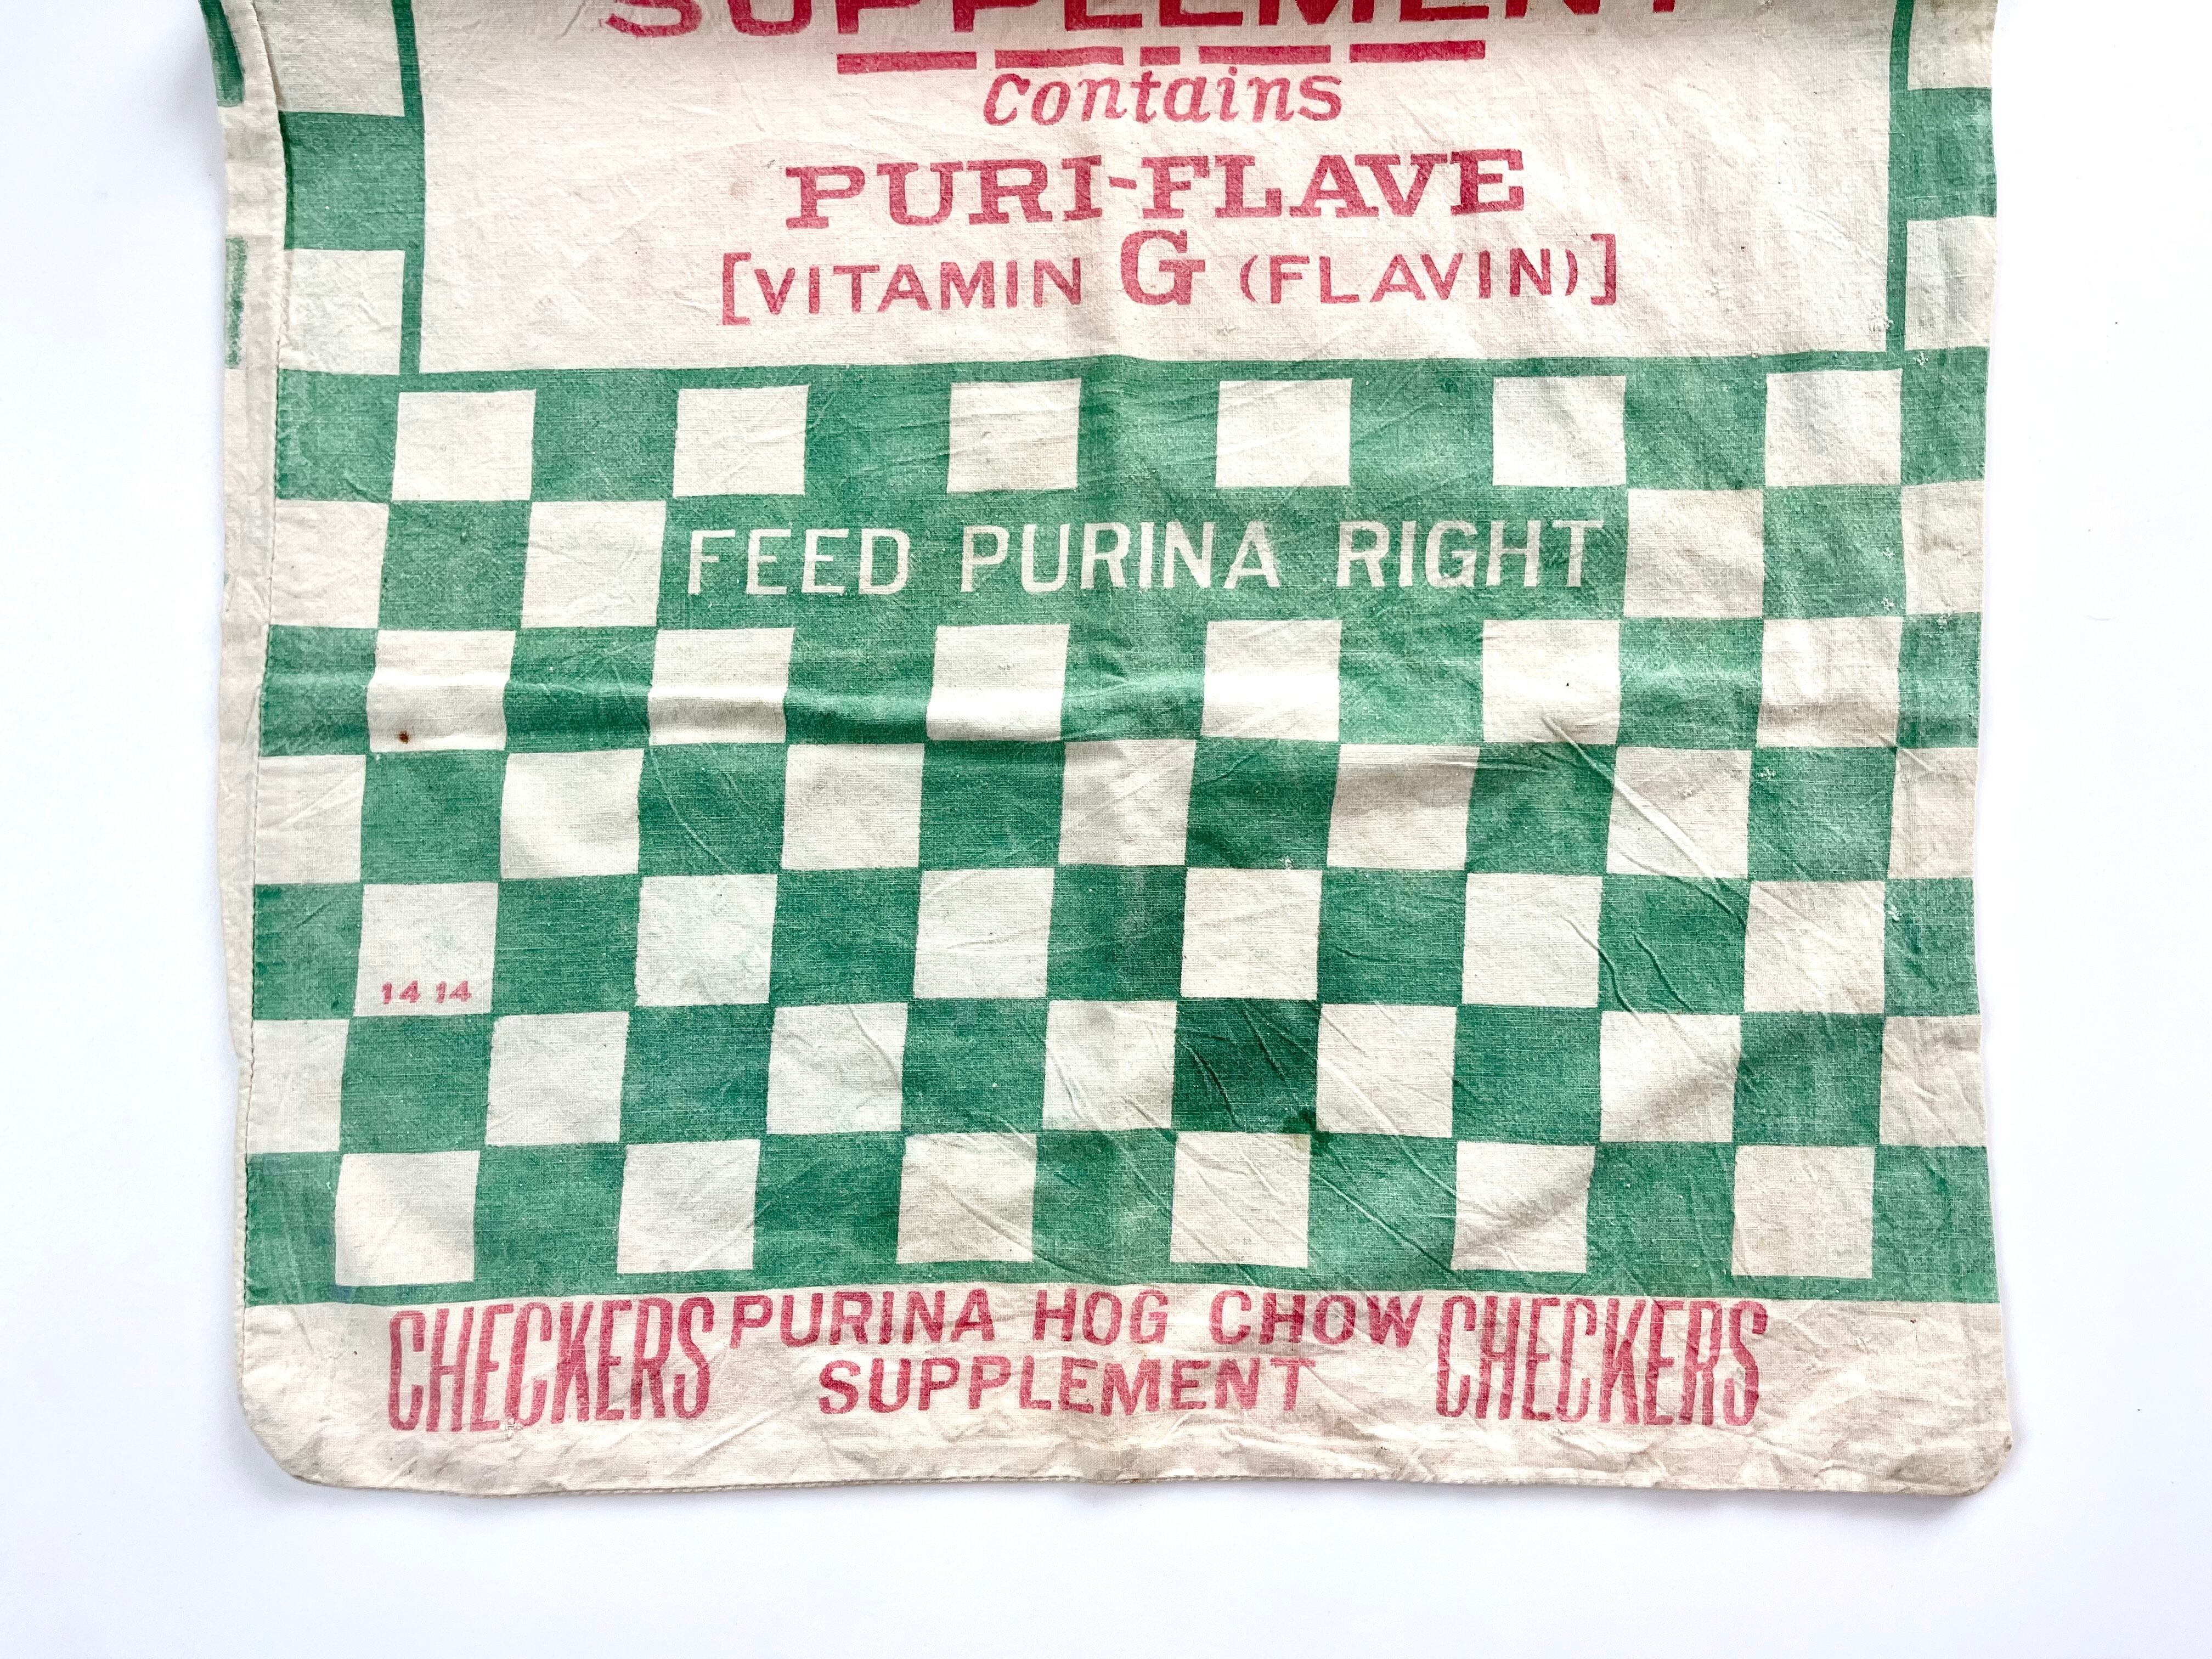 SUPPLEMENT
Contains
PURI-FLAVE
[VITAMIN G (FLAVIN)]
FEED PURINA RIGHT
14 14
CHECKERS PURINA HOG CHOW SUPPLEMENT CHECKERS